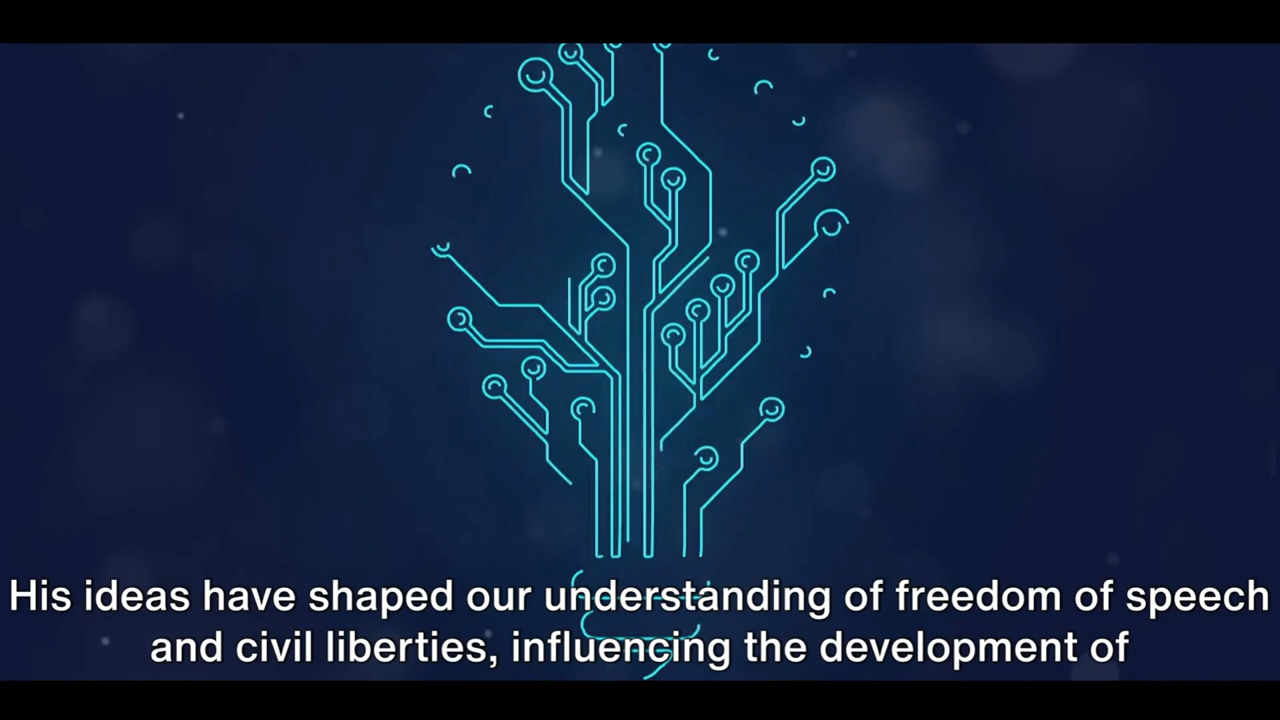 His ideas have shaped our understanding of freedom of speech
and civil liberties, influencing the development of